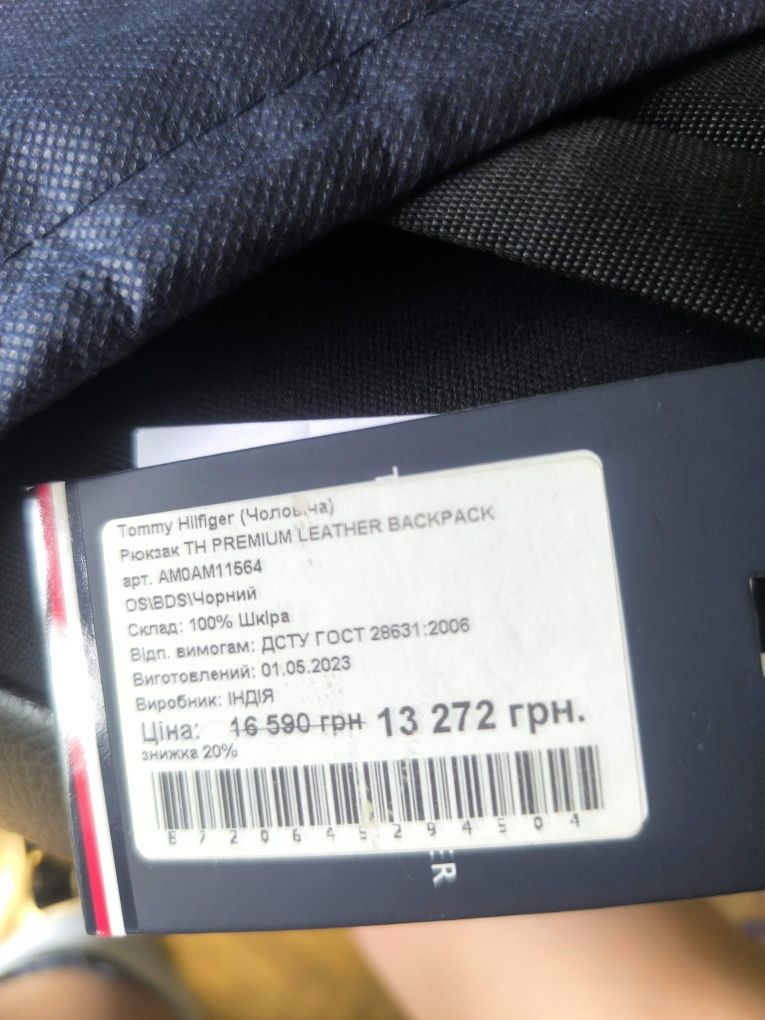 Tommy Hilfiger (Чоловіча)
Рюкзак TH PREMIUM LEATHER BACKPACK
арт. AM0AM11564
OS\BDS\Чорний
Склад: 100% Шкіра
Відп. вимогам: ДСТУ ГОСТ 28631:2006
Виготовлений: 01.05.2023
Виробник: ІНДІЯ
Ціна: 16 590 грн 13 272 грн.
знижка 20%
8720645294504
ER